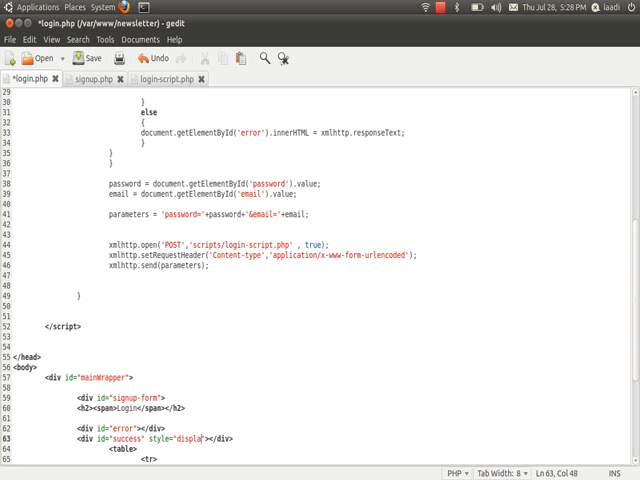 Applications Places System Thu Jul 28, 5:28 PM laadi
*login.php (/var/www/newsletter) - gedit
File Edit View Search Tools Documents Help
Open Save Undo
*login.php signup.php login-script.php
29
30 }
31 else
32 {
33 document.getElementById('error').innerHTML = xmlhttp.responseText;
34 }
35 }
36 }
37
38 password = document.getElementById('password').value;
39 email = document.getElementById('email').value;
40
41 parameters = 'password='+password+'&email='+email;
42
43
44 xmlhttp.open('POST','scripts/login-script.php' , true);
45 xmlhttp.setRequestHeader('Content-type','application/x-www-form-urlencoded');
46 xmlhttp.send(parameters);
47
48
49 }
50
51
52 </script>
53
54
55 </head>
56 <body>
57 <div id="mainWrapper">
58
59 <div id="signup-form">
60 <h2><span>Login</span></h2>
61
62 <div id="error"></div>
63 <div id="success" style="displa"></div>
64 <table>
65 <tr>
PHP Tab Width: 8 Ln 63, Col 48 INS